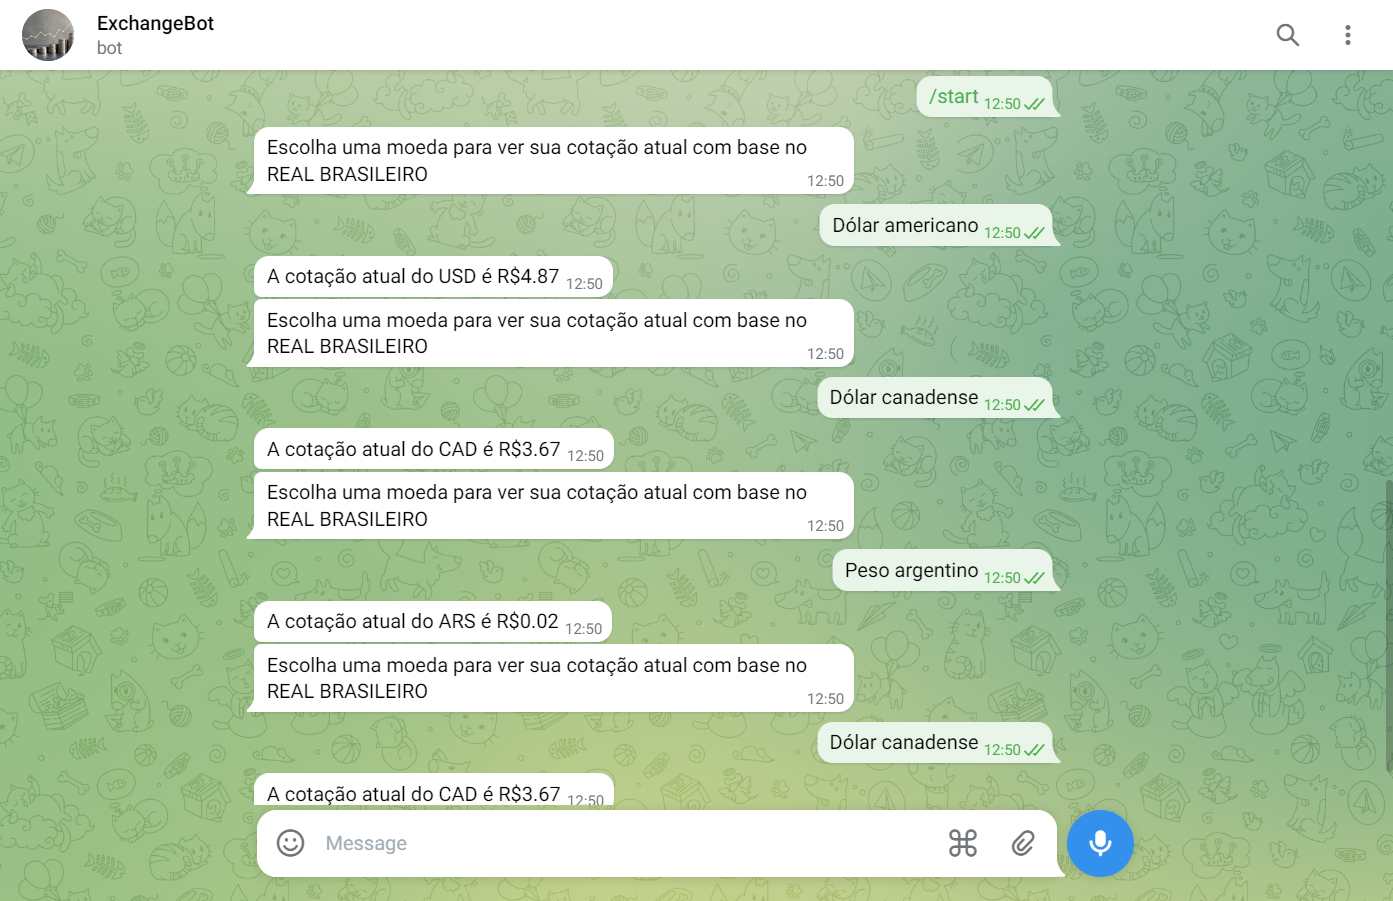 ExchangeBot
bot
/start 12:50
Escolha uma moeda para ver sua cotação atual com base no
REAL BRASILEIRO 12:50
Dólar americano 12:50
A cotação atual do USD é R$4.87 12:50
Escolha uma moeda para ver sua cotação atual com base no
REAL BRASILEIRO 12:50
Dólar canadense 12:50
A cotação atual do CAD é R$3.67 12:50
Escolha uma moeda para ver sua cotação atual com base no
REAL BRASILEIRO 12:50
Peso argentino 12:50
A cotação atual do ARS é R$0.02 12:50
Escolha uma moeda para ver sua cotação atual com base no
REAL BRASILEIRO 12:50
Dólar canadense 12:50
A cotação atual do CAD é R$3.67 12:50
Message